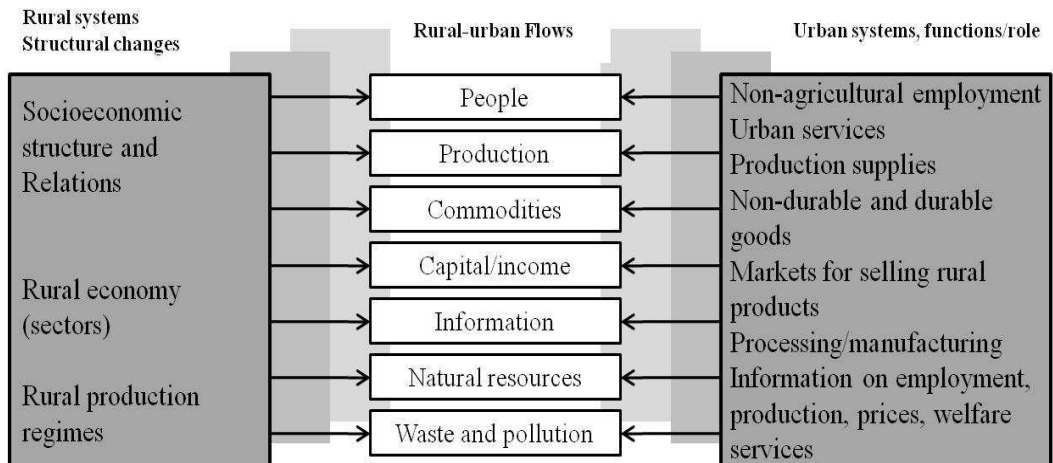 Rural systems
Structural changes
Rural-urban Flows
Urban systems, functions/role
Socioeconomic
structure and
Relations
Rural economy
(sectors)
Rural production
regimes
People
Production
Commodities
Capital/income
Information
Natural resources
Waste and pollution
Non-agricultural employment
Urban services
Production supplies
Non-durable and durable
goods
Markets for selling rural
products
Processing/manufacturing
Information on employment,
production, prices, welfare
services